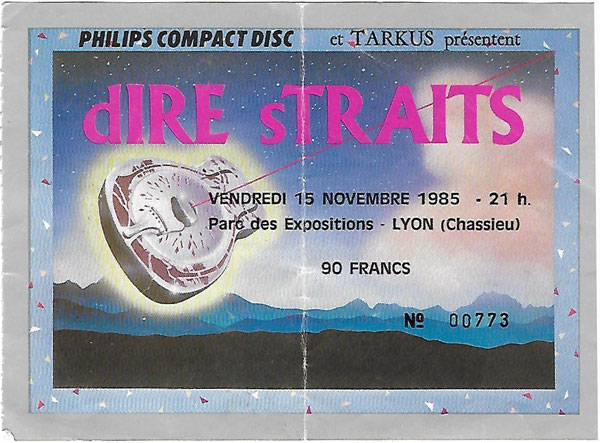 PHILIPS COMPACT DISC et TARKUS présentent
dIRE sTRAITS
VENDREDI 15 NOVEMBRE 1985 - 21 h.
Parc des Expositions - LYON (Chassieu)
90 FRANCS
Nº 00773